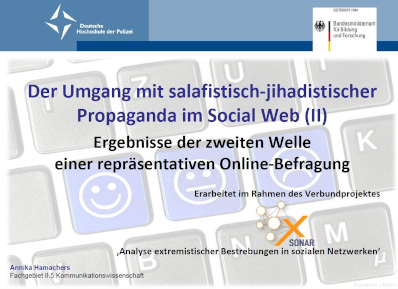 Deutsche
Hochschule der Polizei
GEFÖRDERT VOM
Bundesministerium
für Bildung
und Forschung
Der Umgang mit salafistisch-jihadistischer
Propaganda im Social Web (II)
Ergebnisse der zweiten Welle
einer repräsentativen Online-Befragung
Erarbeitet im Rahmen des Verbundprojektes
X
SONAR
‚Analyse extremistischer Bestrebungen in sozialen Netzwerken‘
Annika Hamachers
Fachgebiet II.5 Kommunikationswissenschaft